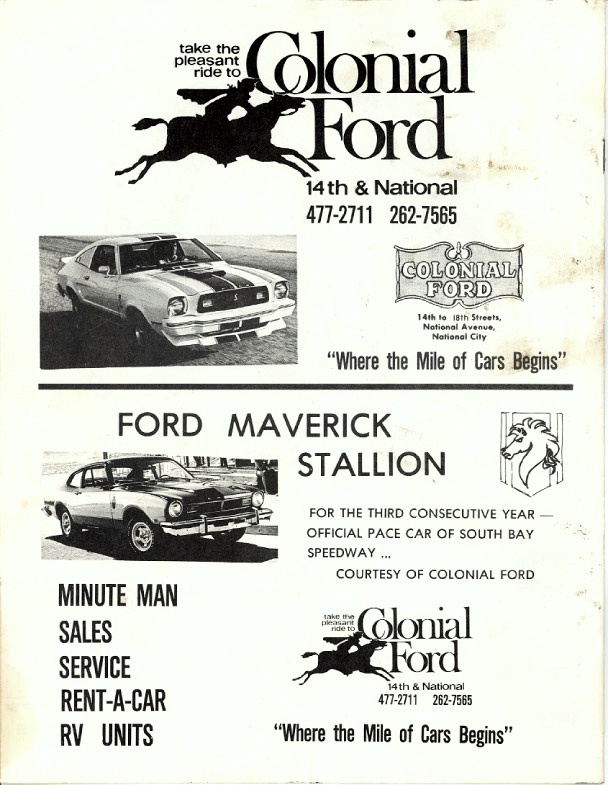 take the
pleasant
ride to
Colonial
Ford
14th & National
477-2711 262-7565
COLONIAL
FORD
14th to 18th Streets,
National Avenue,
National City
"Where the Mile of Cars Begins"
FORD MAVERICK
STALLION
FOR THE THIRD CONSECUTIVE YEAR —
OFFICIAL PACE CAR OF SOUTH BAY
SPEEDWAY ...
COURTESY OF COLONIAL FORD
MINUTE MAN
SALES
SERVICE
RENT-A-CAR
RV UNITS
take the
pleasant
ride to
Colonial
Ford
14th & National
477-2711 262-7565
"Where the Mile of Cars Begins"